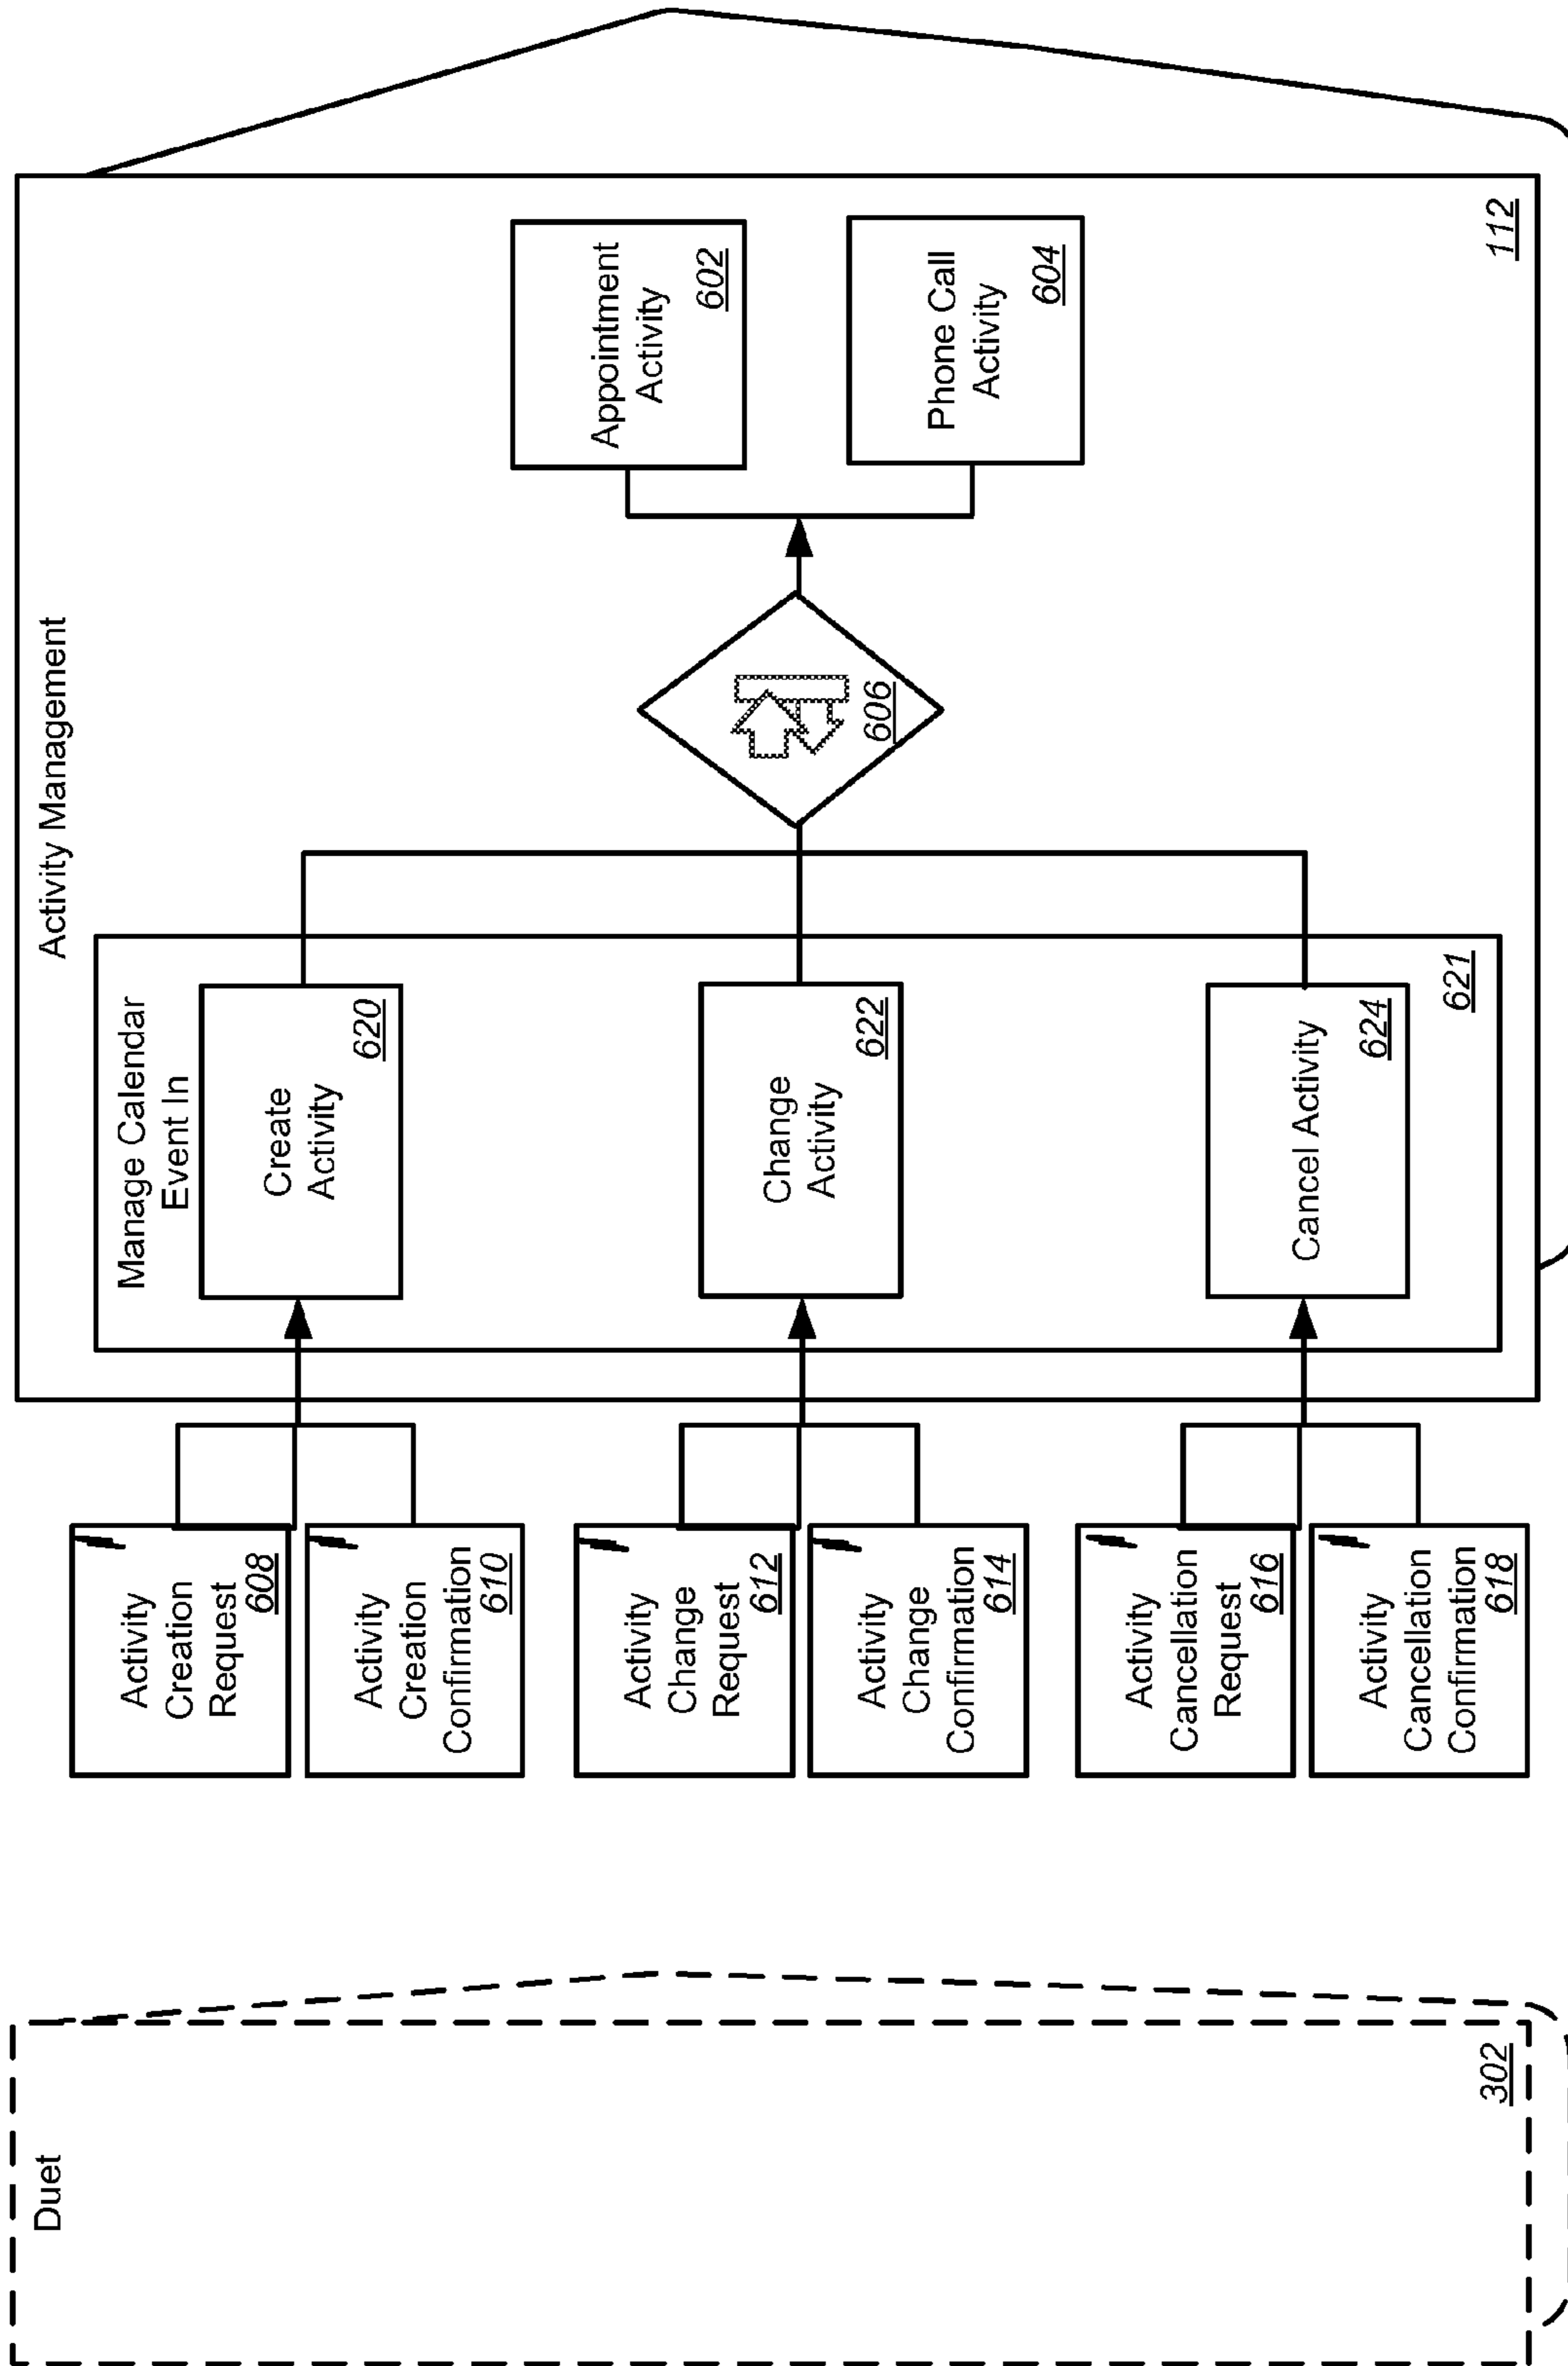 Duet
302
Activity
Creation
Request
608
Activity
Creation
Confirmation
610
Activity
Change
Request
612
Activity
Change
Confirmation
614
Activity
Cancellation
Request
616
Activity
Cancellation
Confirmation
618
Activity Management
Manage Calendar
Event In
Create
Activity
620
Change
Activity
622
Cancel Activity
624
621
606
Appointment
Activity
602
Phone Call
Activity
604
112